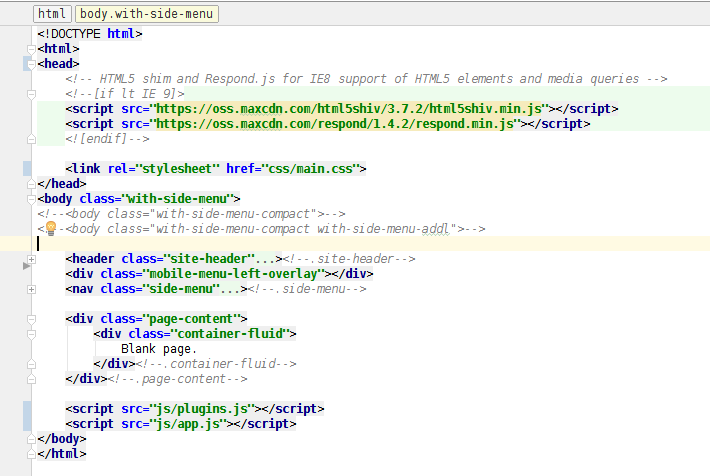 html body.with-side-menu
<!DOCTYPE html>
<html>
<head>
<!-- HTML5 shim and Respond.js for IE8 support of HTML5 elements and media queries -->
<!--[if lt IE 9]>
<script src="https://oss.maxcdn.com/html5shiv/3.7.2/html5shiv.min.js"></script>
<script src="https://oss.maxcdn.com/respond/1.4.2/respond.min.js"></script>
<![endif]-->
<link rel="stylesheet" href="css/main.css">
</head>
<body class="with-side-menu">
<!--<body class="with-side-menu-compact">-->
<body class="with-side-menu-compact with-side-menu-addl">-->
<header class="site-header"...><!--.site-header-->
<div class="mobile-menu-left-overlay"></div>
<nav class="side-menu"...><!--.side-menu-->
<div class="page-content">
<div class="container-fluid">
Blank page.
</div><!--.container-fluid-->
</div><!--.page-content-->
<script src="js/plugins.js"></script>
<script src="js/app.js"></script>
</body>
</html>